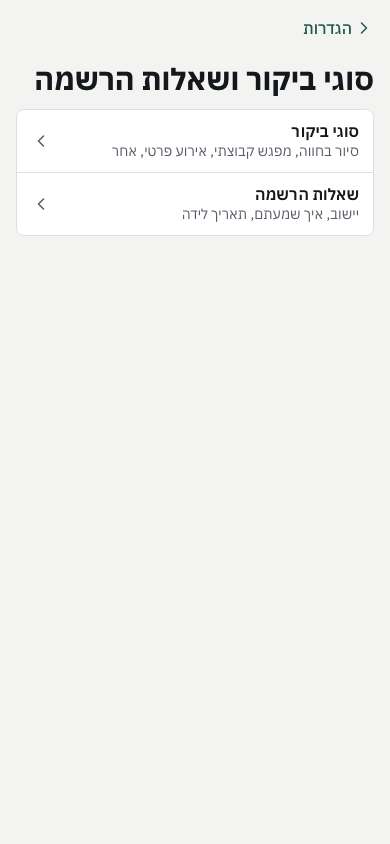 הגדרות
סוגי ביקור ושאלות הרשמה
סוגי ביקור
סיור בחווה, מפגש קבוצתי, אירוע פרטי, אחר
שאלות הרשמה
יישוב, איך שמעתם, תאריך לידה